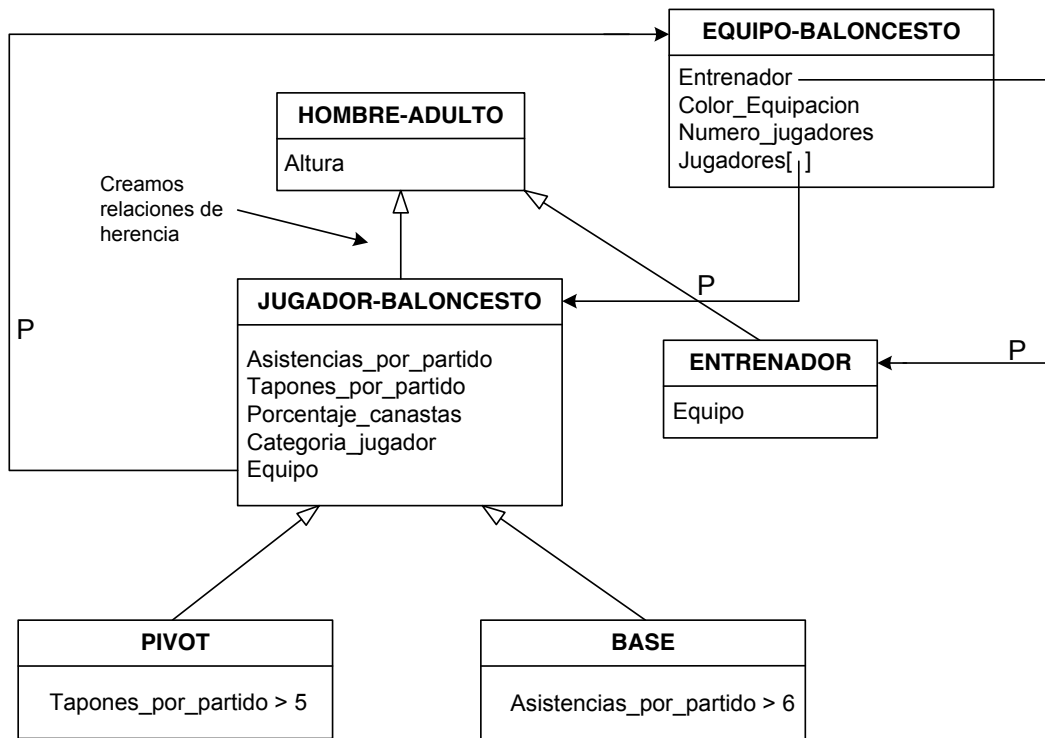 EQUIPO-BALONCESTO
Entrenador
Color_Equipacion
Numero_jugadores
Jugadores[ ]
HOMBRE-ADULTO
Altura
Creamos
relaciones de
herencia
P
JUGADOR-BALONCESTO
Asistencias_por_partido
Tapones_por_partido
Porcentaje_canastas
Categoria_jugador
Equipo
P
ENTRENADOR
Equipo
P
PIVOT
Tapones_por_partido > 5
BASE
Asistencias_por_partido > 6